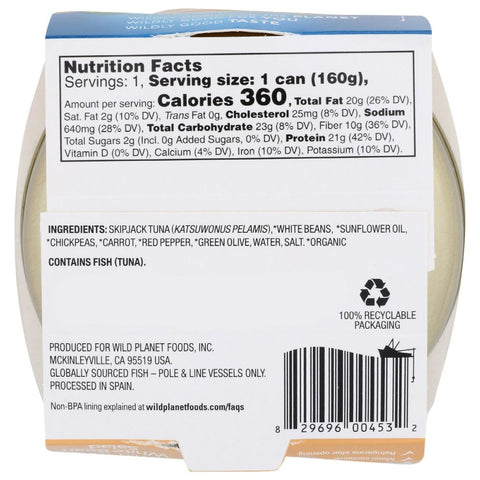 WILDLY GOOD TASTE
Nutrition Facts
Servings: 1, Serving size: 1 can (160g),
Amount per serving: Calories 360, Total Fat 20g (26% DV),
Sat. Fat 2g (10% DV), Trans Fat 0g, Cholesterol 25mg (8% DV), Sodium
640mg (28% DV), Total Carbohydrate 23g (8% DV), Fiber 10g (36% DV),
Total Sugars 2g (Incl. 0g Added Sugars, 0% DV), Protein 21g (42% DV),
Vitamin D (0% DV), Calcium (4% DV), Iron (10% DV), Potassium (10% DV).
INGREDIENTS: SKIPJACK TUNA (KATSUWONUS PELAMIS),*WHITE BEANS, *SUNFLOWER OIL,
*CHICKPEAS, *CARROT, *RED PEPPER, *GREEN OLIVE, WATER, SALT. *ORGANIC
CONTAINS FISH (TUNA).
100% RECYCLABLE
PACKAGING
PRODUCED FOR WILD PLANET FOODS, INC.
MCKINLEYVILLE, CA 95519 USA.
GLOBALLY SOURCED FISH – POLE & LINE VESSELS ONLY.
PROCESSED IN SPAIN.
Non-BPA lining explained at wildplanetfoods.com/faqs
8 29696 00453 2
Refrigerate after opening